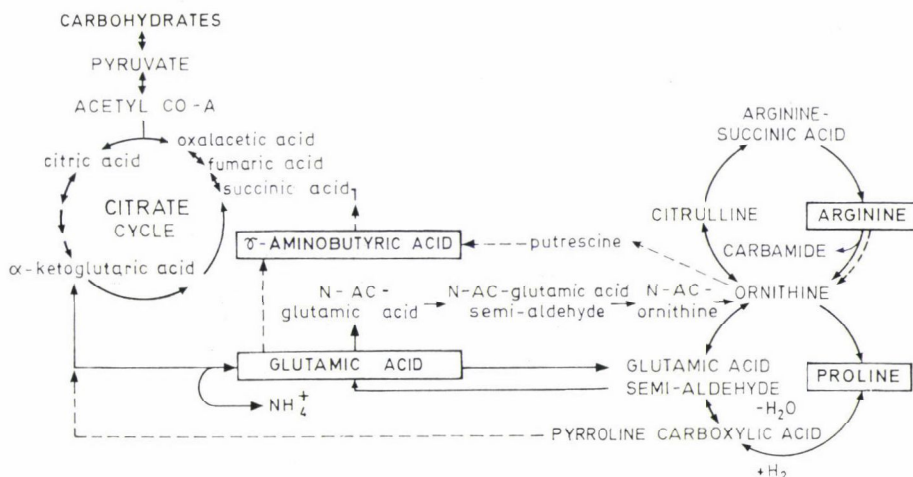 CARBOHYDRATES
PYRUVATE
ACETYL CO-A
oxalacetic acid
citric acid
fumaric acid
succinic acid
CITRATE
CYCLE
α-ketoglutaric acid
ARGININE-
SUCCINIC ACID
CITRULLINE
ARGININE
CARBAMIDE
ɤ-AMINOBUTYRIC ACID
putrescine
N-AC-
glutamic acid
N-AC-glutamic acid
semi-aldehyde
N-AC-
ornithine
ORNITHINE
GLUTAMIC ACID
GLUTAMIC ACID
SEMI-ALDEHYDE
PROLINE
NH₄⁺
-H₂O
PYRROLINE CARBOXYLIC ACID
+H₂